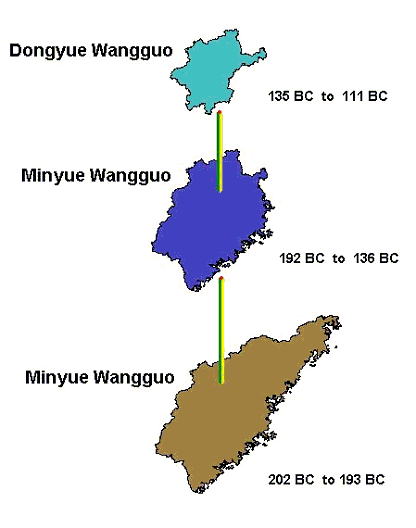 Dongyue Wangguo
135 BC to 111 BC
Minyue Wangguo
192 BC to 136 BC
Minyue Wangguo
202 BC to 193 BC